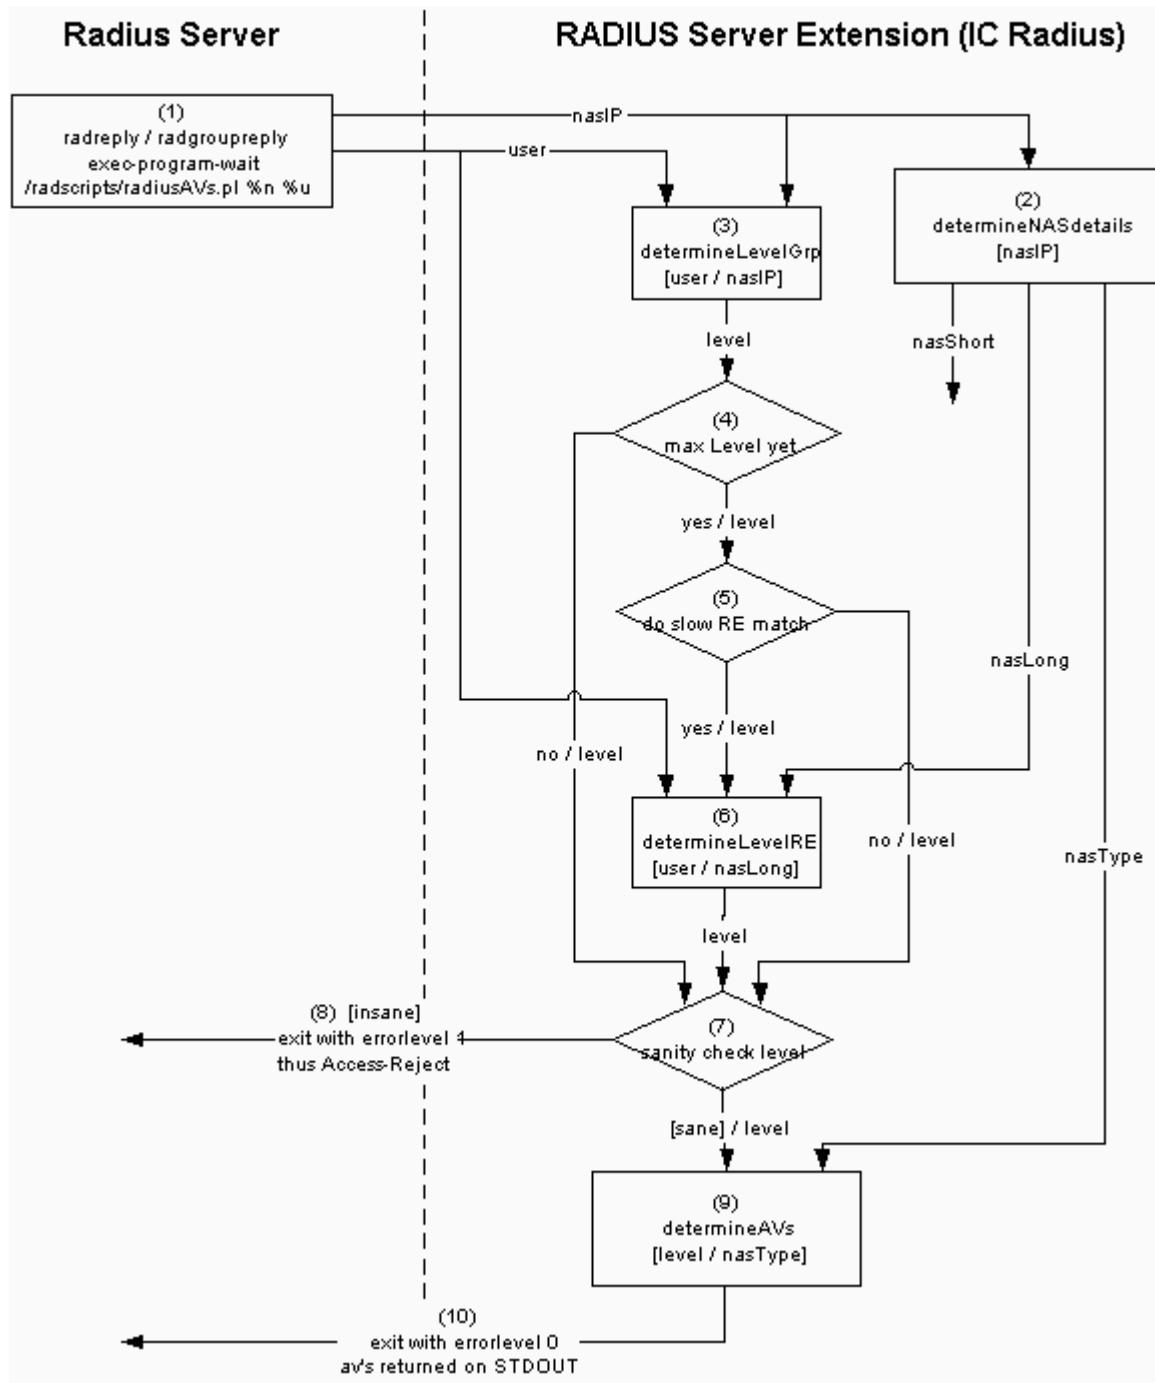 Radius Server
RADIUS Server Extension (IC Radius)
(1)
radreply / radgroupreply
exec-program-wait
/radscripts/radiusAVs.pl %n %u
nasIP
user
(2)
determineNASdetails
[nasIP]
(3)
determineLevelGrp
[user / nasIP]
level
nasShort
(4)
max Level yet
yes / level
(5)
do slow RE match
nasLong
yes / level
no / level
(6)
determineLevelRE
[user / nasLong]
no / level
nasType
level
(8) [insane]
exit with errorlevel 1
thus Access-Reject
(7)
sanity check level
[sane] / level
(9)
determineAVs
[level / nasType]
(10)
exit with errorlevel 0
av's returned on STDOUT